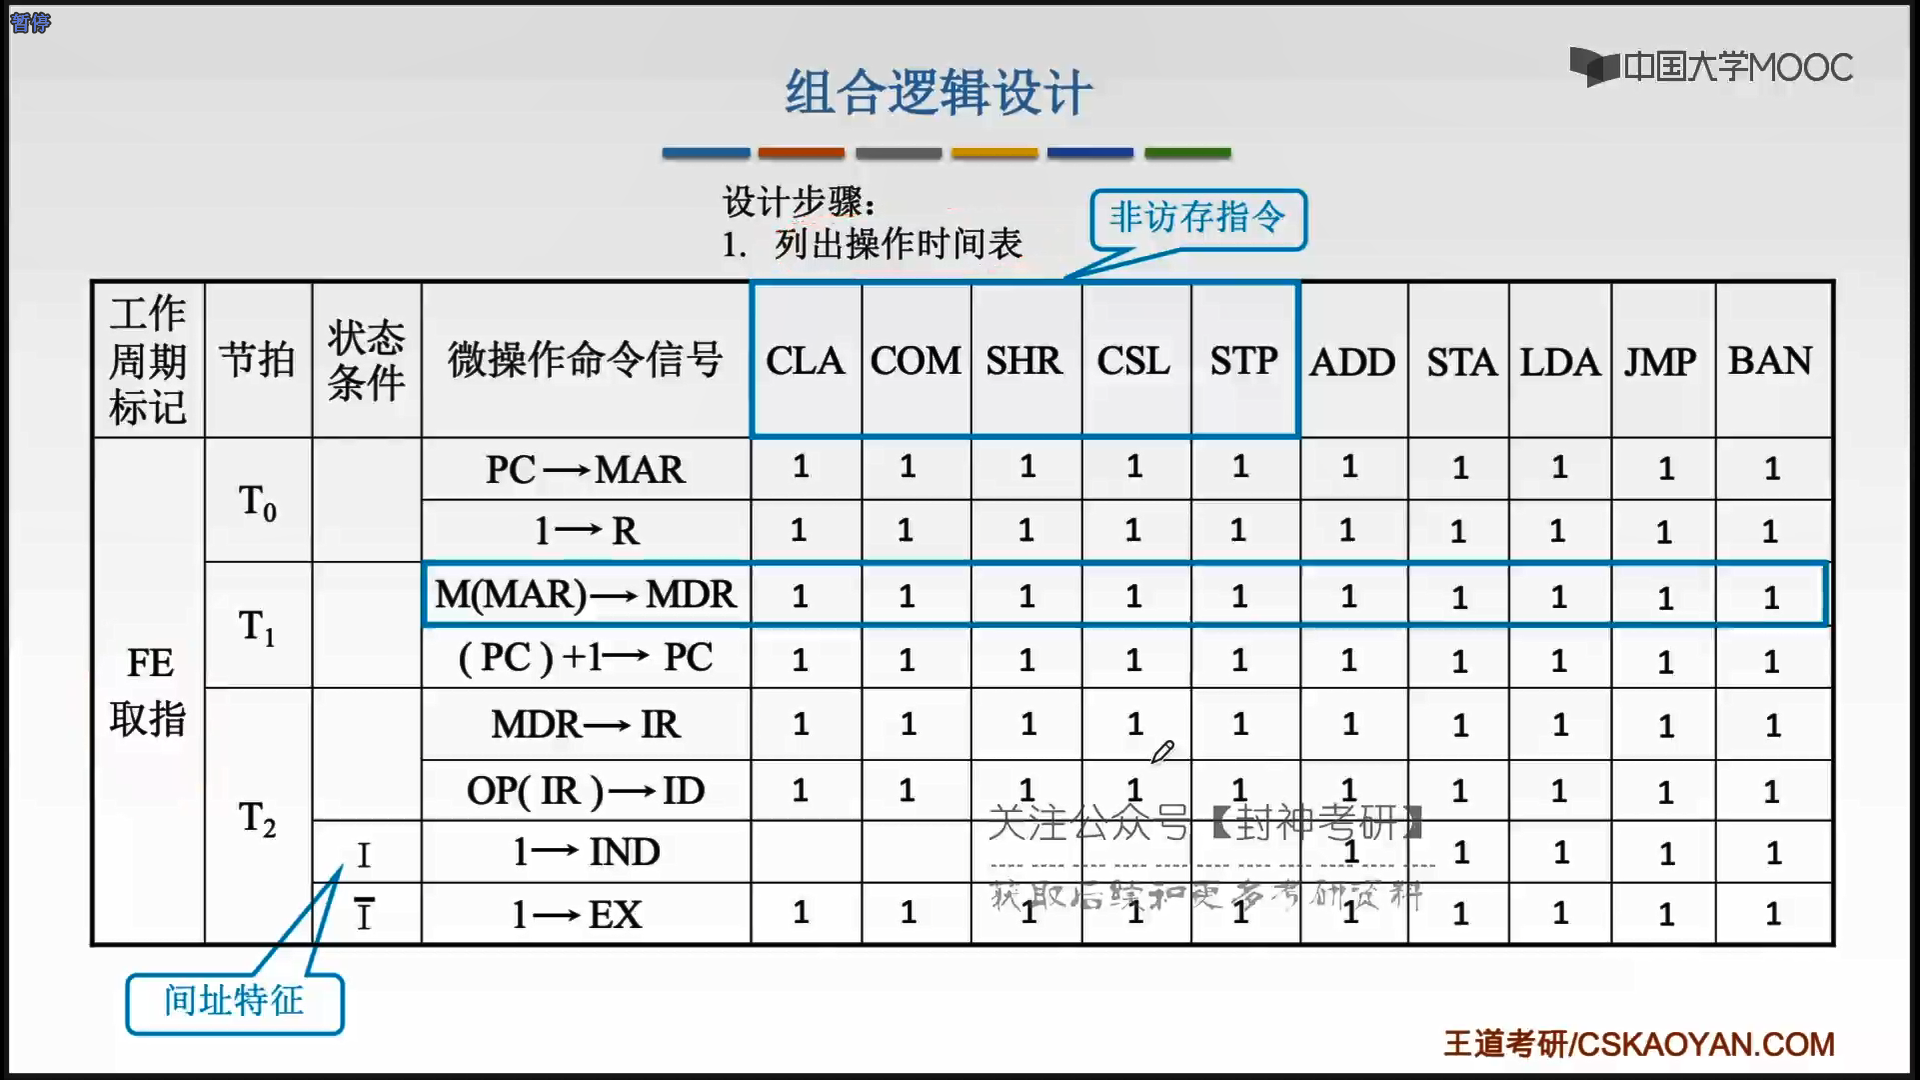 暂停
中国大学MOOC
组合逻辑设计
设计步骤：
1. 列出操作时间表
非访存指令
工作周期标记 节拍 状态条件 微操作命令信号 CLA COM SHR CSL STP ADD STA LDA JMP BAN
FE 取指
T0 PC→MAR 1 1 1 1 1 1 1 1 1 1
1→R 1 1 1 1 1 1 1 1 1 1
T1 M(MAR)→MDR 1 1 1 1 1 1 1 1 1 1
(PC)+1→PC 1 1 1 1 1 1 1 1 1 1
T2 MDR→IR 1 1 1 1 1 1 1 1 1 1
OP(IR)→ID 1 1 1 1 1 1 1 1 1 1
I 1→IND 1 1 1 1 1
Ī 1→EX 1 1 1 1 1 1 1 1 1 1
关注公众号【封神考研】
获取后续和更多考研资料
间址特征
王道考研/CSKAOYAN.COM